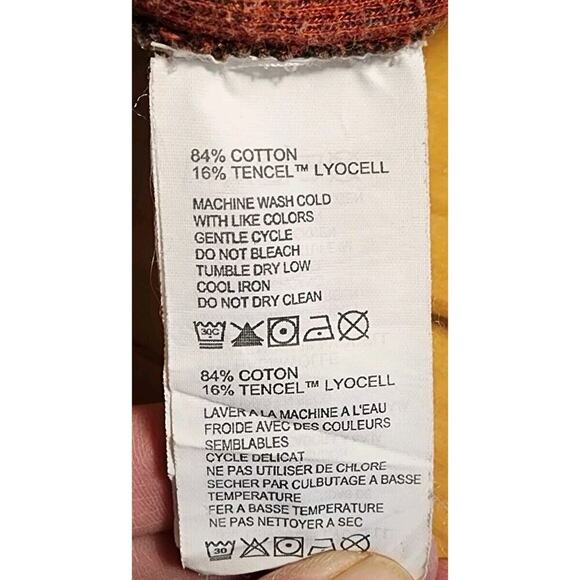 84% COTTON
16% TENCEL™ LYOCELL
MACHINE WASH COLD
WITH LIKE COLORS
GENTLE CYCLE
DO NOT BLEACH
TUMBLE DRY LOW
COOL IRON
DO NOT DRY CLEAN
30C
84% COTON
16% TENCEL™ LYOCELL
LAVER A LA MACHINE A L'EAU
FROIDE AVEC DES COULEURS
SEMBLABLES
CYCLE DELICAT
NE PAS UTILISER DE CHLORE
SECHER PAR CULBUTAGE A BASSE
TEMPERATURE
FER A BASSE TEMPERATURE
NE PAS NETTOYER A SEC
30